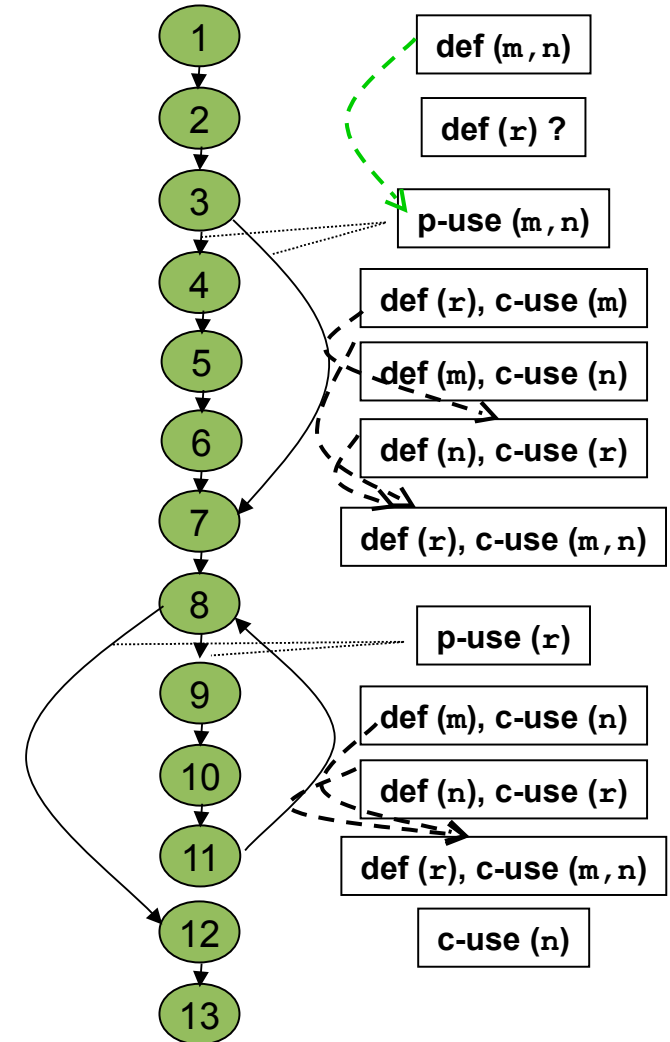 1
def (m,n)
2
def (r) ?
3
p-use (m,n)
4
def (r), c-use (m)
5
def (m), c-use (n)
6
def (n), c-use (r)
7
def (r), c-use (m,n)
8
p-use (r)
9
def (m), c-use (n)
10
def (n), c-use (r)
11
def (r), c-use (m,n)
12
c-use (n)
13